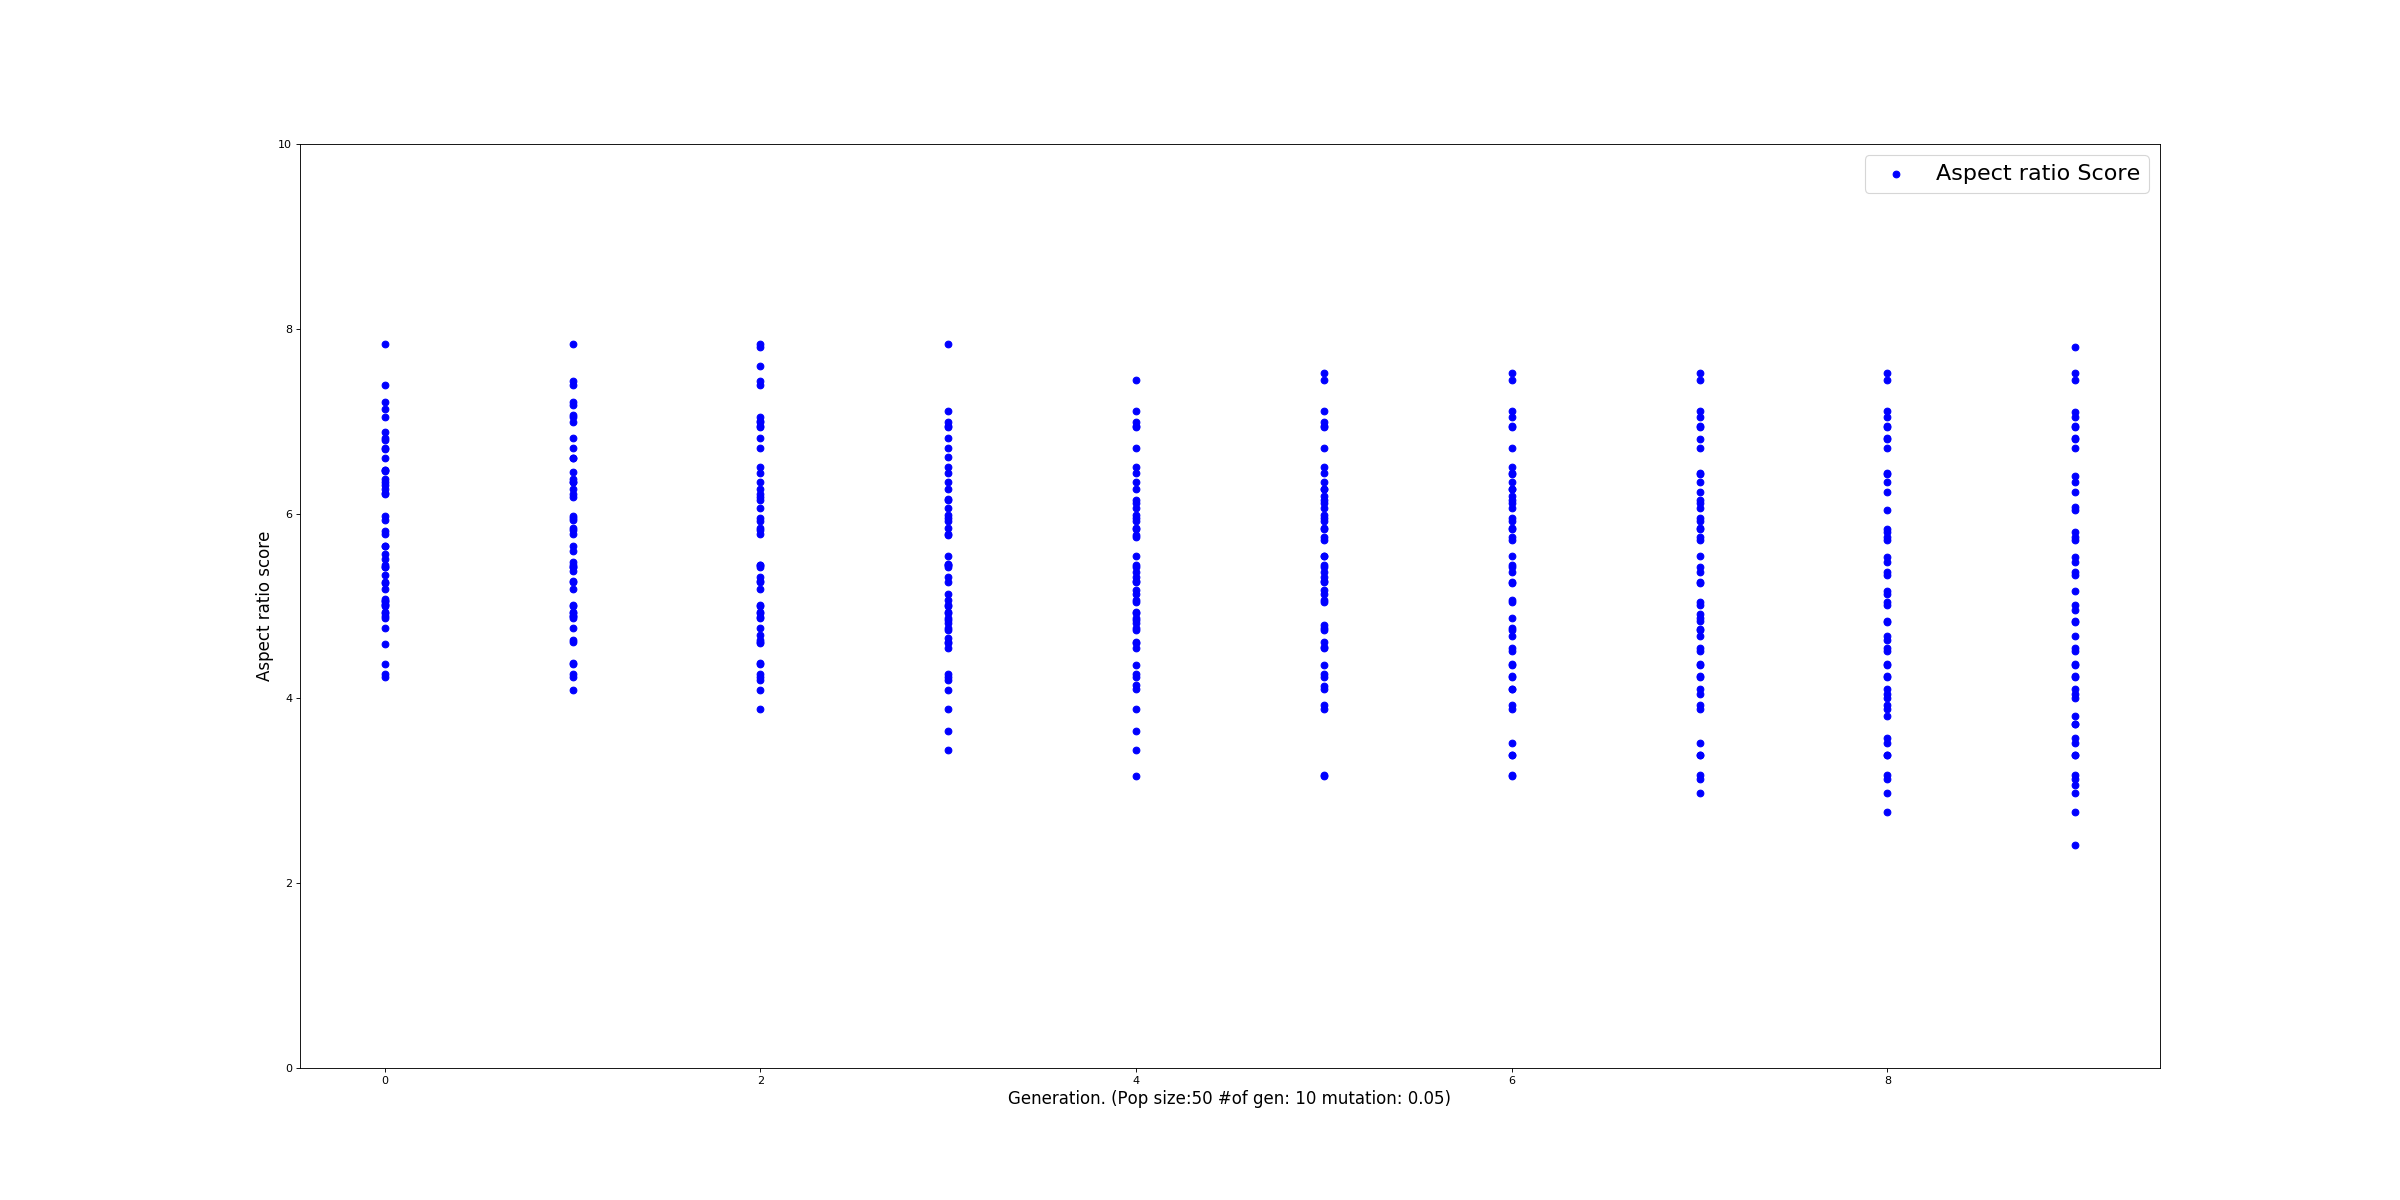 10
Aspect ratio Score
8
6
Aspect ratio score
4
2
0
0 2 4 6 8
Generation. (Pop size:50 #of gen: 10 mutation: 0.05)